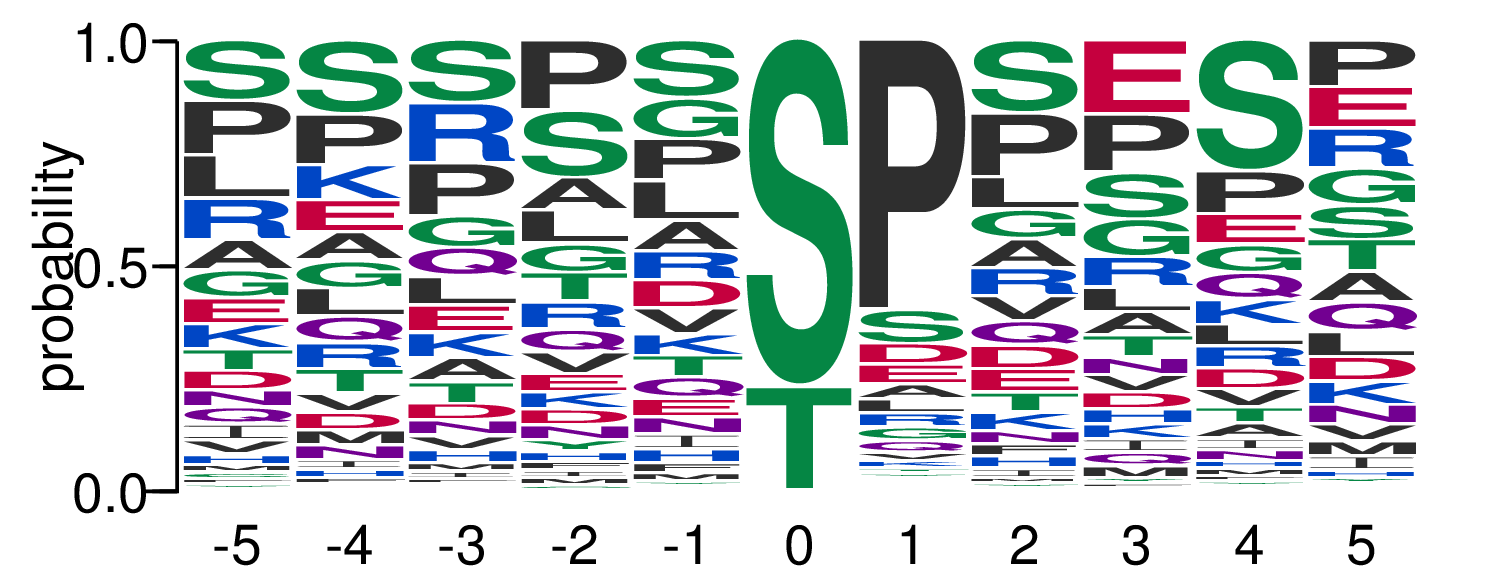 1.0
0.5
0.0
probability
S P L R A G E K T D N Q I V H M
S P K E A G L Q R T V D M N I H
S R P G Q L E K A T D N V H M I
P S A L G T R Q V E K D N Y H F I M
S G P L A R D V K T Q E N I H F M
S T
P S D E A L R G Q V
S P L G A R V Q D E T K N F H I M
E P S G R L A T N V D H K I Q F M
S P E G Q K L R D V T A I N H F M
P E R G S T A Q L D K N V M I H
-5 -4 -3 -2 -1 0 1 2 3 4 5